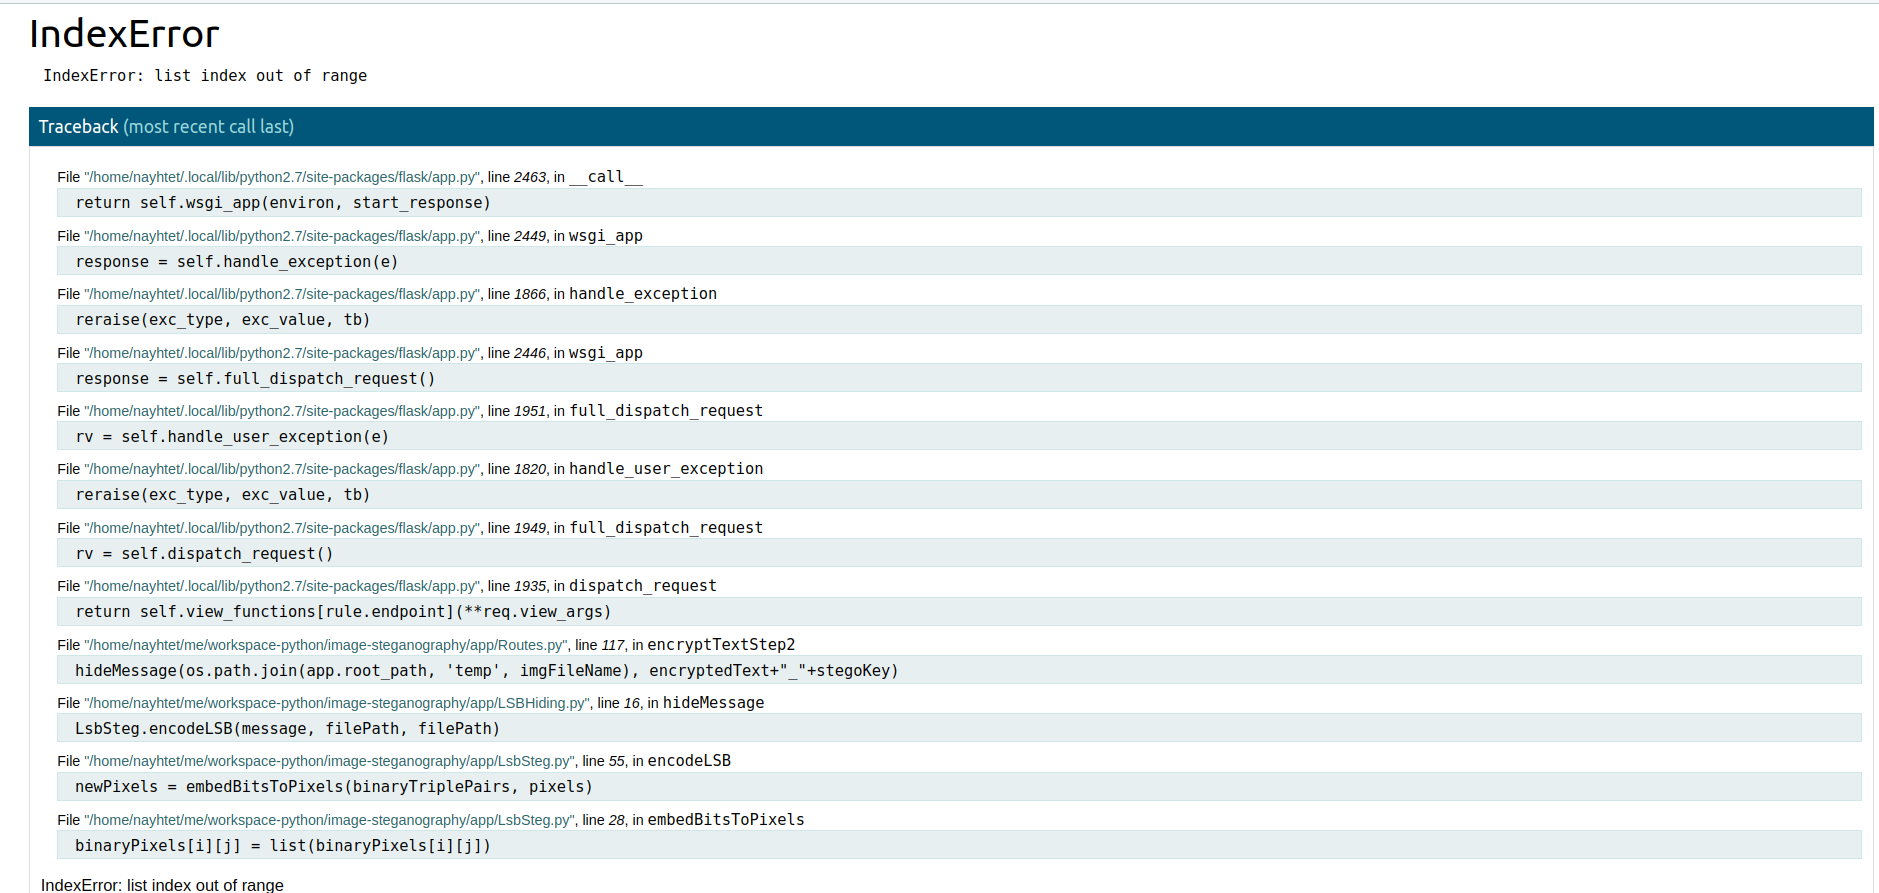 IndexError
IndexError: list index out of range
Traceback (most recent call last)
File "/home/nayhtet/.local/lib/python2.7/site-packages/flask/app.py", line 2463, in __call__
return self.wsgi_app(environ, start_response)
File "/home/nayhtet/.local/lib/python2.7/site-packages/flask/app.py", line 2449, in wsgi_app
response = self.handle_exception(e)
File "/home/nayhtet/.local/lib/python2.7/site-packages/flask/app.py", line 1866, in handle_exception
reraise(exc_type, exc_value, tb)
File "/home/nayhtet/.local/lib/python2.7/site-packages/flask/app.py", line 2446, in wsgi_app
response = self.full_dispatch_request()
File "/home/nayhtet/.local/lib/python2.7/site-packages/flask/app.py", line 1951, in full_dispatch_request
rv = self.handle_user_exception(e)
File "/home/nayhtet/.local/lib/python2.7/site-packages/flask/app.py", line 1820, in handle_user_exception
reraise(exc_type, exc_value, tb)
File "/home/nayhtet/.local/lib/python2.7/site-packages/flask/app.py", line 1949, in full_dispatch_request
rv = self.dispatch_request()
File "/home/nayhtet/.local/lib/python2.7/site-packages/flask/app.py", line 1935, in dispatch_request
return self.view_functions[rule.endpoint](**req.view_args)
File "/home/nayhtet/me/workspace-python/image-steganography/app/Routes.py", line 117, in encryptTextStep2
hideMessage(os.path.join(app.root_path, 'temp', imgFileName), encryptedText+"_"+stegoKey)
File "/home/nayhtet/me/workspace-python/image-steganography/app/LSBHiding.py", line 16, in hideMessage
LsbSteg.encodeLSB(message, filePath, filePath)
File "/home/nayhtet/me/workspace-python/image-steganography/app/LsbSteg.py", line 55, in encodeLSB
newPixels = embedBitsToPixels(binaryTriplePairs, pixels)
File "/home/nayhtet/me/workspace-python/image-steganography/app/LsbSteg.py", line 28, in embedBitsToPixels
binaryPixels[i][j] = list(binaryPixels[i][j])
IndexError: list index out of range